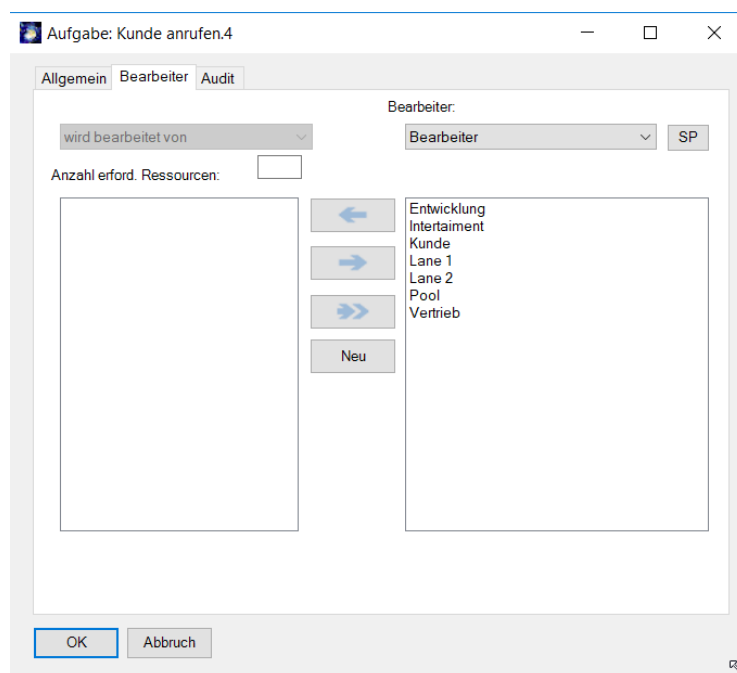 Aufgabe: Kunde anrufen.4
Allgemein Bearbeiter Audit
Bearbeiter:
wird bearbeitet von
Bearbeiter
SP
Anzahl erford. Ressourcen:
Entwicklung
Intertaiment
Kunde
Lane 1
Lane 2
Pool
Vertrieb
Neu
OK
Abbruch